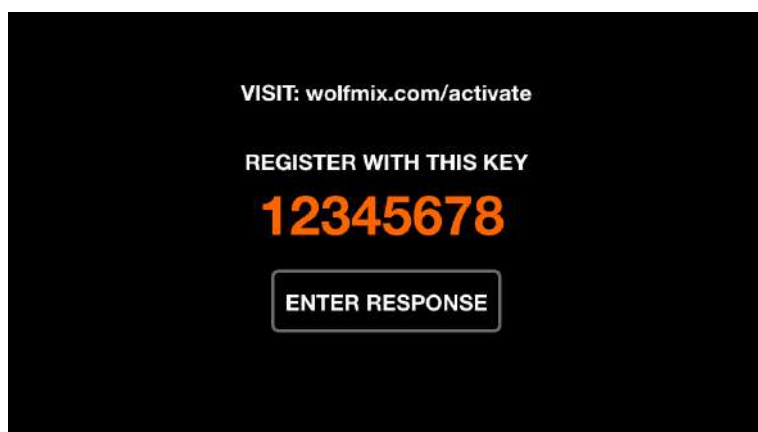 VISIT: wolfmix.com/activate
REGISTER WITH THIS KEY
12345678
ENTER RESPONSE